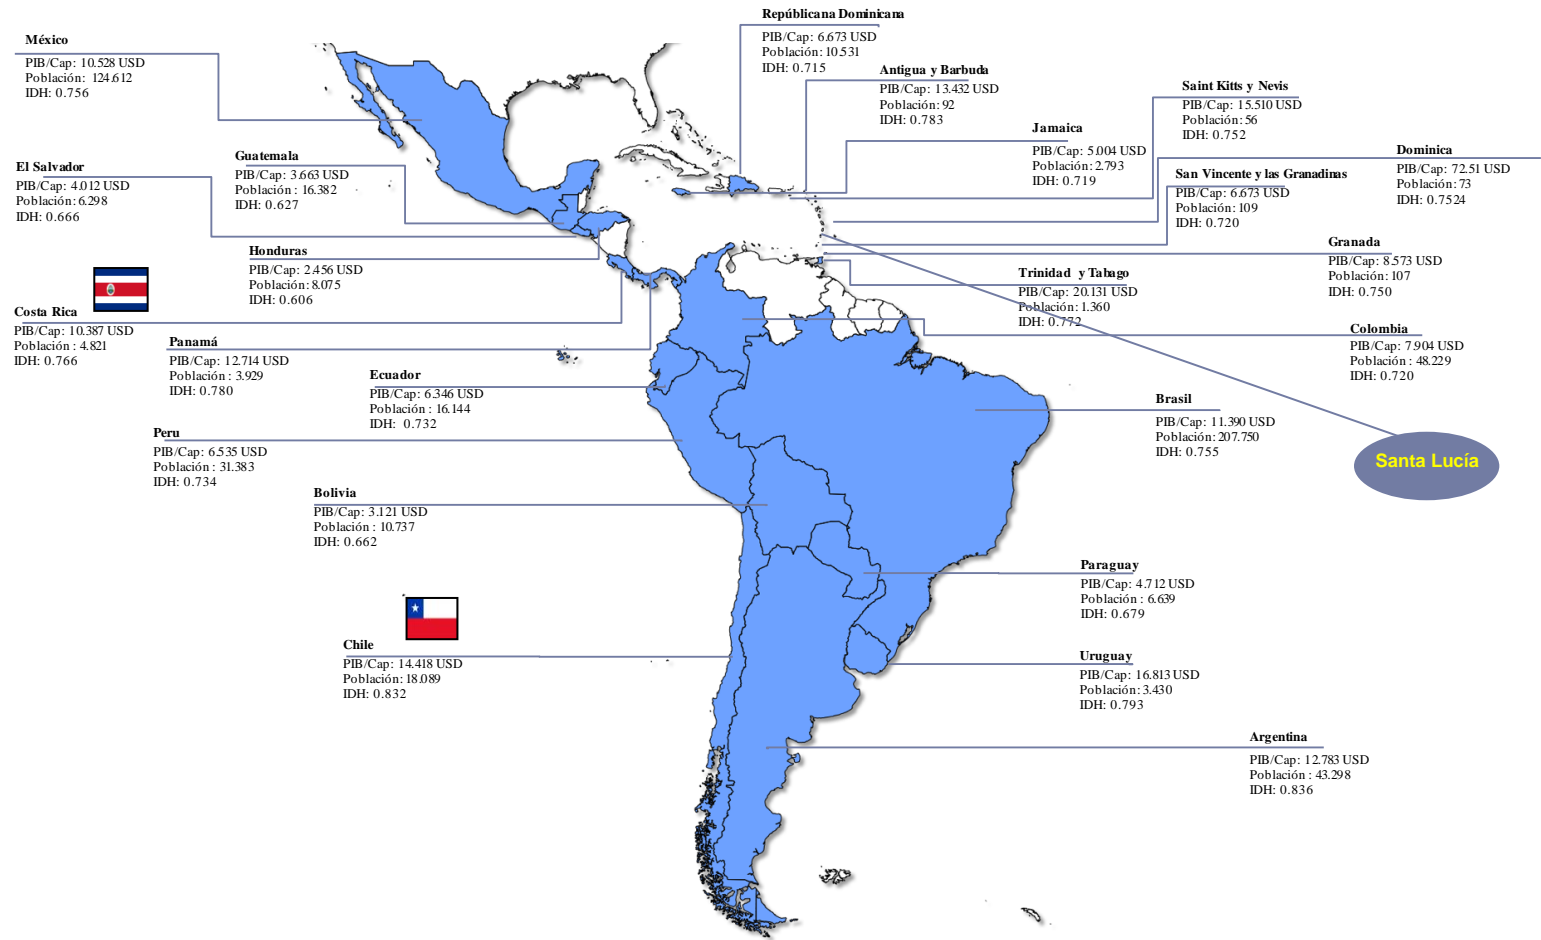 Repúblicana Dominicana
PIB/Cap: 6.673 USD
Población: 10.531
IDH: 0.715
México
PIB/Cap: 10.528 USD
Población: 124.612
IDH: 0.756
Antigua y Barbuda
PIB/Cap: 13.432 USD
Población: 92
IDH: 0.783
Saint Kitts y Nevis
PIB/Cap: 15.510 USD
Población: 56
IDH: 0.752
Jamaica
PIB/Cap: 5.004 USD
Población: 2.793
IDH: 0.719
Dominica
PIB/Cap: 72.51 USD
Población: 73
IDH: 0.7524
El Salvador
PIB/Cap: 4.012 USD
Población: 6.298
IDH: 0.666
Guatemala
PIB/Cap: 3.663 USD
Población : 16.382
IDH: 0.627
San Vincente y las Granadinas
PIB/Cap: 6.673 USD
Población: 109
IDH: 0.720
Honduras
PIB/Cap: 2.456 USD
Población: 8.075
IDH: 0.606
Granada
PIB/Cap: 8.573 USD
Población: 107
IDH: 0.750
Trinidad y Tabago
PIB/Cap: 20.131 USD
Población: 1.360
IDH: 0.772
Costa Rica
PIB/Cap: 10.387 USD
Población : 4.821
IDH: 0.766
Panamá
PIB/Cap: 12.714 USD
Población : 3.929
IDH: 0.780
Colombia
PIB/Cap: 7.904 USD
Población : 48.229
IDH: 0.720
Ecuador
PIB/Cap: 6.346 USD
Población : 16.144
IDH: 0.732
Brasil
PIB/Cap: 11.390 USD
Población: 207.750
IDH: 0.755
Peru
PIB/Cap: 6.535 USD
Población : 31.383
IDH: 0.734
Santa Lucía
Bolivia
PIB/Cap: 3.121 USD
Población : 10.737
IDH: 0.662
Paraguay
PIB/Cap: 4.712 USD
Población : 6.639
IDH: 0.679
Chile
PIB/Cap: 14.418 USD
Población: 18.089
IDH: 0.832
Uruguay
PIB/Cap: 16.813 USD
Población: 3.430
IDH: 0.793
Argentina
PIB/Cap: 12.783 USD
Población : 43.298
IDH: 0.836